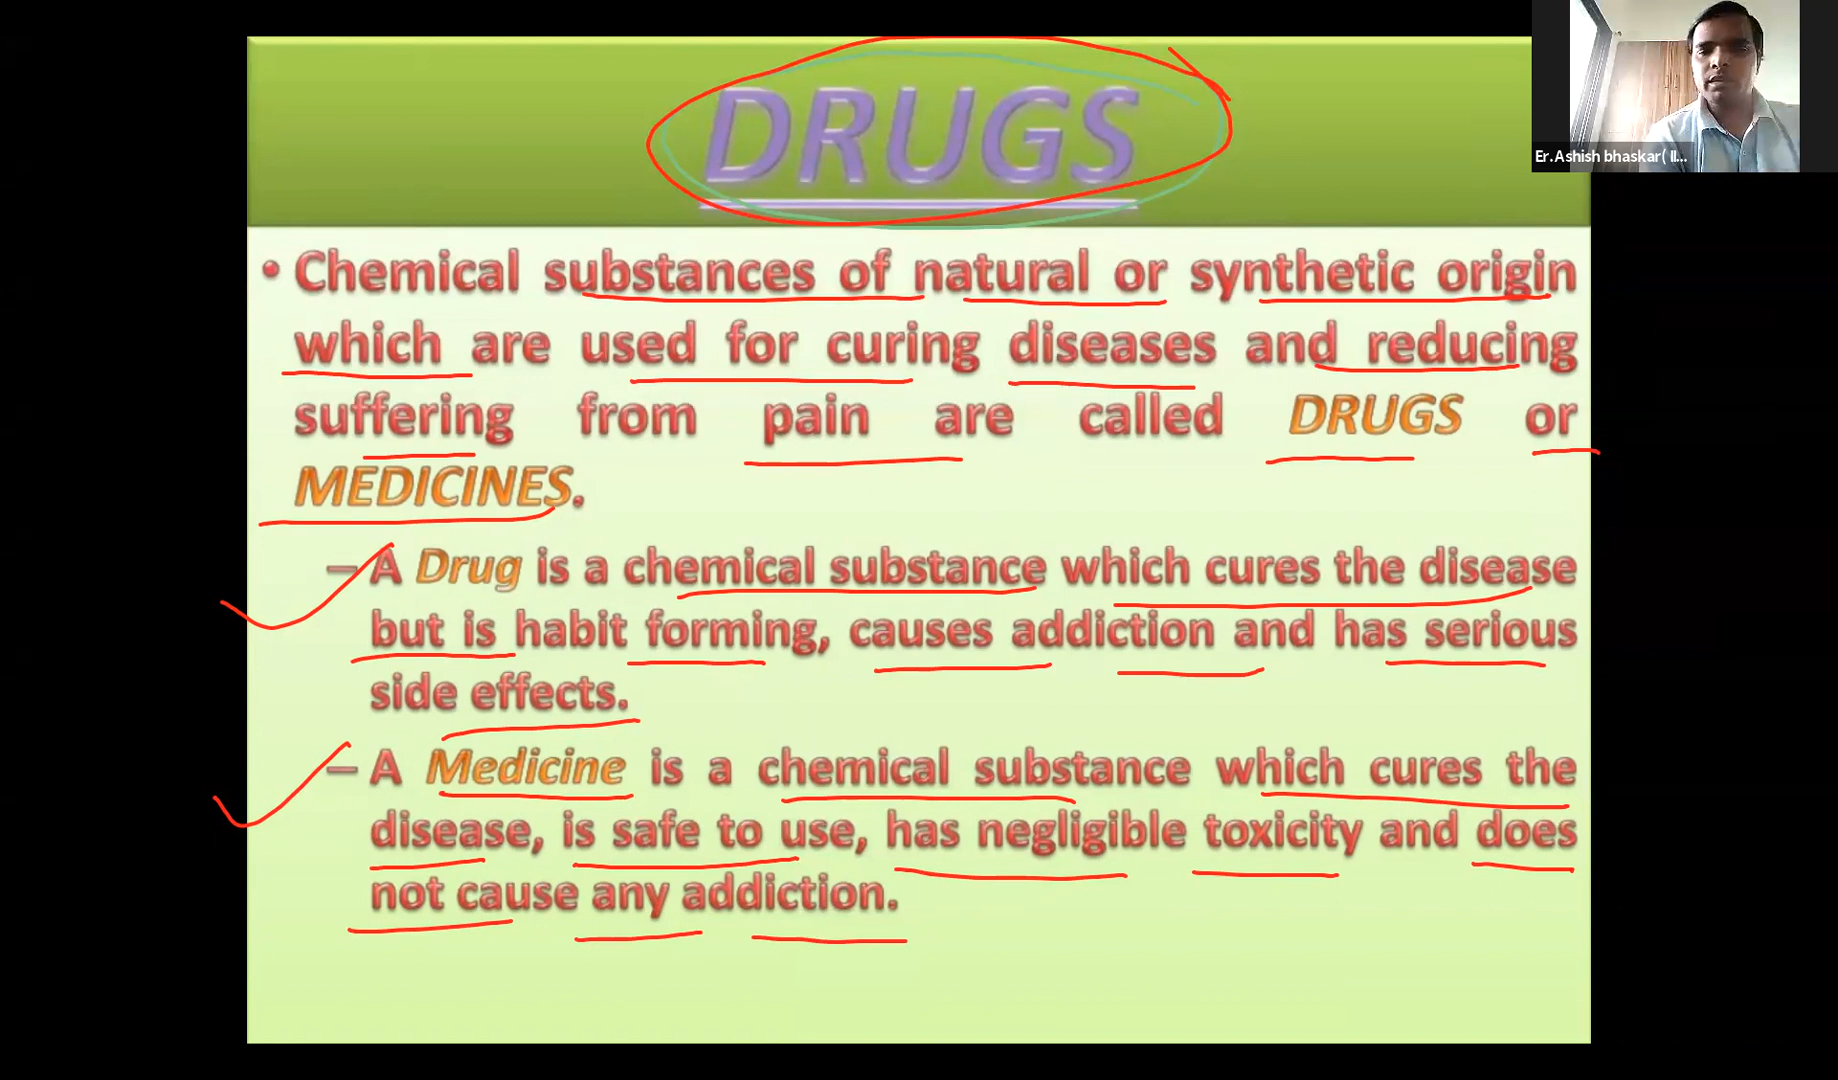 DRUGS
Er.Ashish bhaskar( II...
• Chemical substances of natural or synthetic origin
which are used for curing diseases and reducing
suffering from pain are called DRUGS or
MEDICINES.
– A Drug is a chemical substance which cures the disease
but is habit forming, causes addiction and has serious
side effects.
– A Medicine is a chemical substance which cures the
disease, is safe to use, has negligible toxicity and does
not cause any addiction.